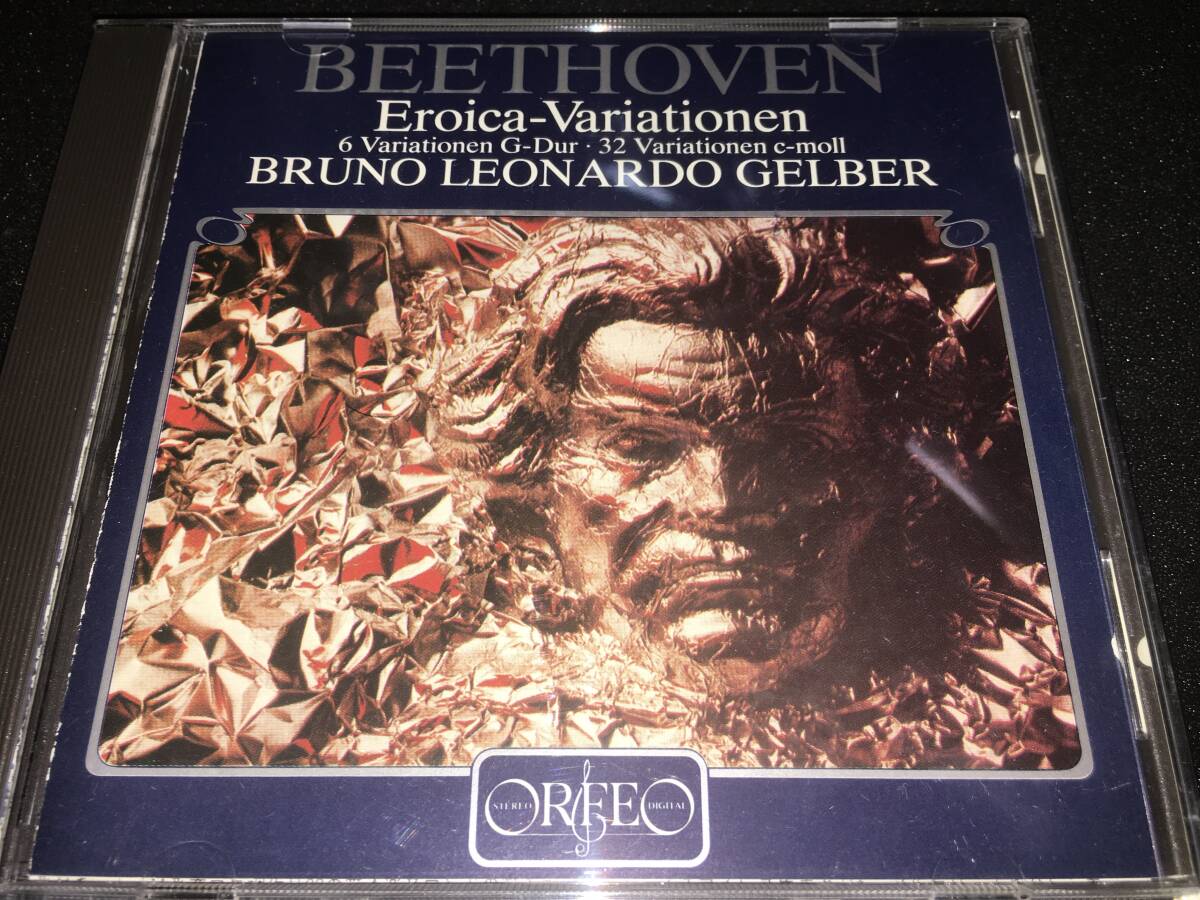 BEETHOVEN
Eroica-Variationen
6 Variationen G-Dur · 32 Variationen c-moll
BRUNO LEONARDO GELBER
STEREO ORFEO DIGITAL